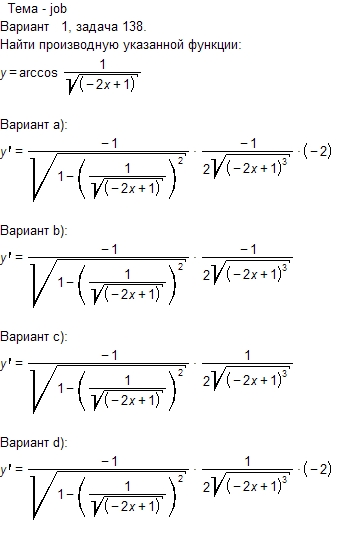 Тема - job
Вариант 1, задача 138.
Найти производную указанной функции:
y = arccos 1 / √(−2x+1)
Вариант a):
y' = −1 / √(1−(1 / √(−2x+1))²) · −1 / 2√(−2x+1)³ · (−2)
Вариант b):
y' = −1 / √(1−(1 / √(−2x+1))²) · −1 / 2√(−2x+1)³
Вариант c):
y' = −1 / √(1−(1 / √(−2x+1))²) · 1 / 2√(−2x+1)³
Вариант d):
y' = −1 / √(1−(1 / √(−2x+1))²) · 1 / 2√(−2x+1)³ · (−2)